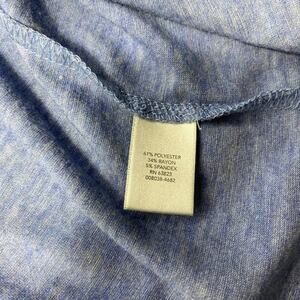 61% POLYESTER
34% RAYON
5% SPANDEX
RN 63823
008038-4682